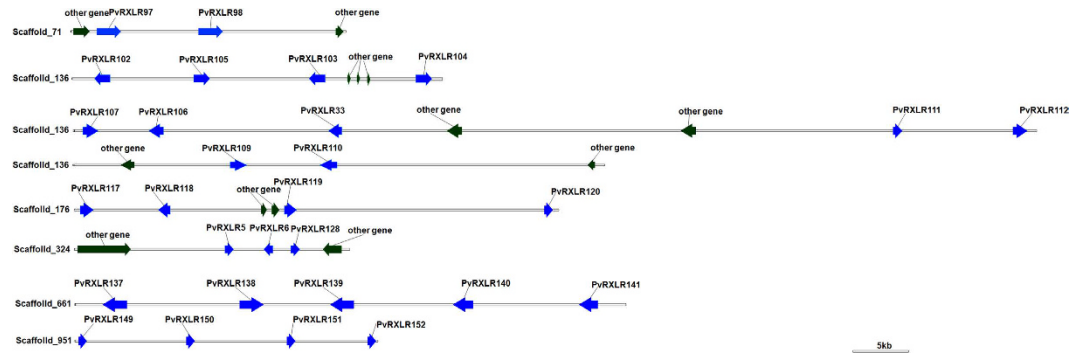 other gene PvRXLR97 PvRXLR98 other gene
Scaffold_71
PvRXLR102 PvRXLR105 PvRXLR103 other gene PvRXLR104
Scaffolld_136
PvRXLR107 PvRXLR106 PvRXLR33 other gene other gene PvRXLR111 PvRXLR112
Scaffolld_136
other gene PvRXLR109 PvRXLR110 other gene
Scaffolld_136
PvRXLR117 PvRXLR118 other gene PvRXLR119 PvRXLR120
Scaffolld_176
other gene PvRXLR5 PvRXLR6 PvRXLR128 other gene
Scaffolld_324
PvRXLR137 PvRXLR138 PvRXLR139 PvRXLR140 PvRXLR141
Scaffolld_661
PvRXLR149 PvRXLR150 PvRXLR151 PvRXLR152
Scaffolld_951
5kb